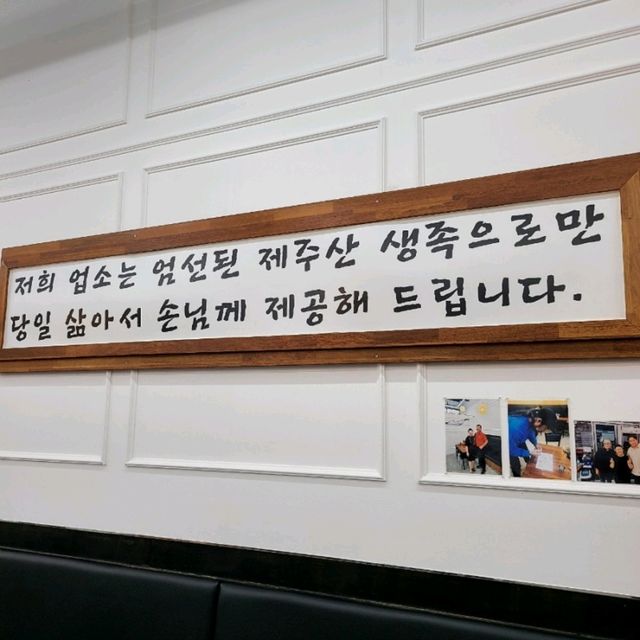 저희 업소는 엄선된 제주산 생족으로만
당일 삶아서 손님께 제공해 드립니다.